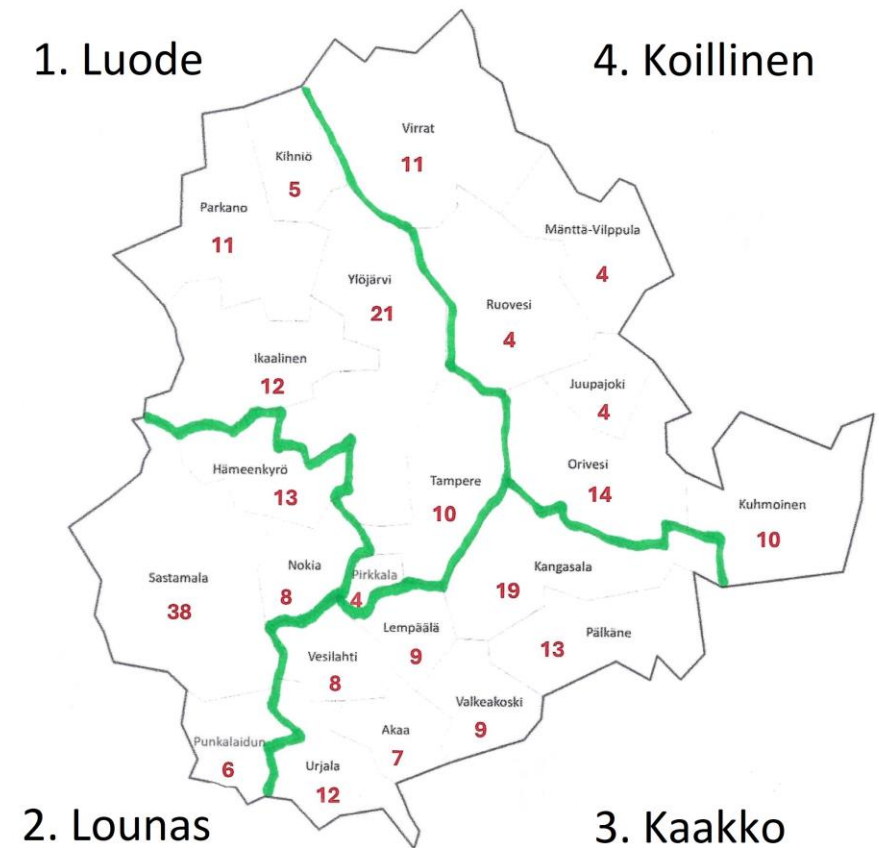 1. Luode
4. Koillinen
Virrat
11
Kihniö
5
Parkano
11
Mänttä-Vilppula
4
Ylöjärvi
21
Ruovesi
4
Ikaalinen
12
Juupajoki
4
Hämeenkyrö
13
Tampere
10
Orivesi
14
Kuhmoinen
10
Sastamala
38
Nokia
8
Pirkkala
4
Kangasala
19
Lempäälä
9
Pälkäne
13
Vesilahti
8
Valkeakoski
9
Punkalaidun
6
Akaa
7
Urjala
12
2. Lounas
3. Kaakko